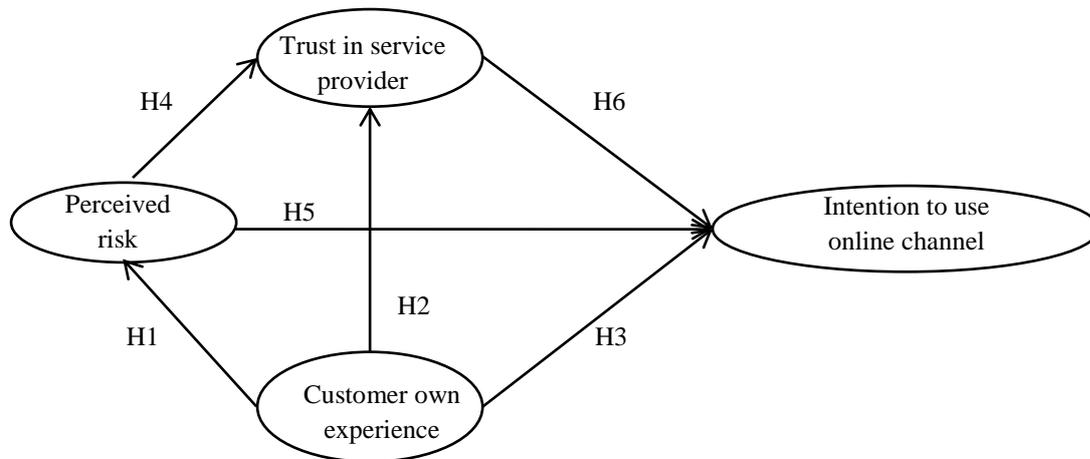 Trust in service
provider
H4
H6
Perceived
risk
H5
Intention to use
online channel
H2
H1
H3
Customer own
experience